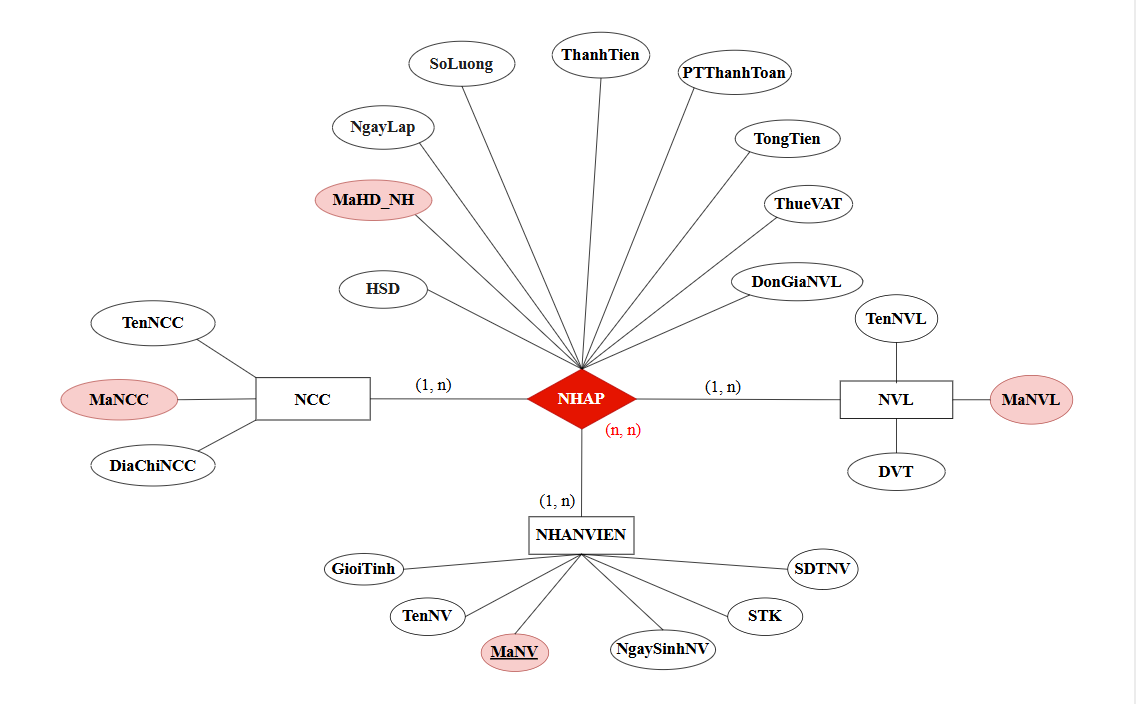 ThanhTien
SoLuong
PTThanhToan
NgayLap
TongTien
MaHD_NH
ThueVAT
HSD
DonGiaNVL
TenNCC
TenNVL
MaNCC
NCC
(1, n)
NHAP
(1, n)
NVL
MaNVL
(n, n)
DiaChiNCC
DVT
(1, n)
NHANVIEN
GioiTinh
SDTNV
TenNV
STK
MaNV
NgaySinhNV